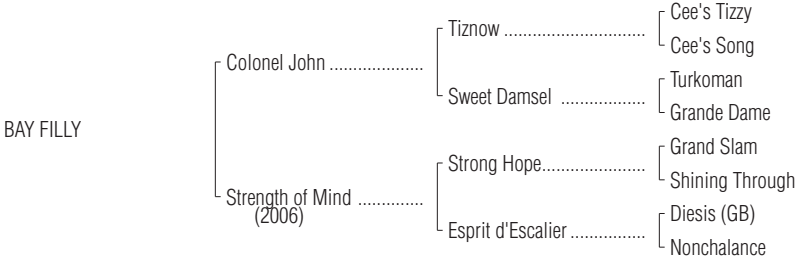 Cee's Tizzy
Tiznow ..............................
Cee's Song
Colonel John ....................
Turkoman
Sweet Damsel ..................
Grande Dame
BAY FILLY
Grand Slam
Strong Hope......................
Shining Through
Strength of Mind ..............
(2006)
Diesis (GB)
Esprit d'Escalier ................
Nonchalance